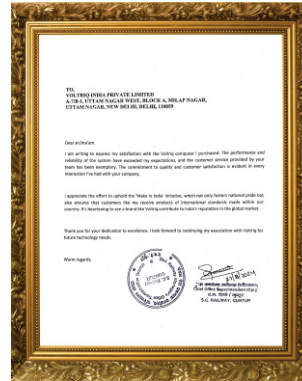 TO,
VOLTRIQ INDIA PRIVATE LIMITED
A-7B-1, UTTAM NAGAR WEST, BLOCK A, MILAP NAGAR,
UTTAM NAGAR, NEW DELHI, DELHI, 110059
Dear sir/ma'am
I am writing to express my satisfaction with the Voltriq computer I purchased. The performance and
reliability of the system have exceeded my expectations, and the customer service provided by your
team has been exemplary. The commitment to quality and customer satisfaction is evident in every
interaction I've had with your company.
I appreciate the effort to uphold the 'Make in India' initiative, which not only fosters national pride but
also ensures that customers like me receive products of international standards made within our
country. It's heartening to see a brand like Voltriq contribute to India's reputation in the global market.
Thank you for your dedication to excellence. I look forward to continuing my association with Voltriq for
future technology needs.
Warm regards,
Chief Office Superintendent
S.C. RAILWAY, GUNTUR